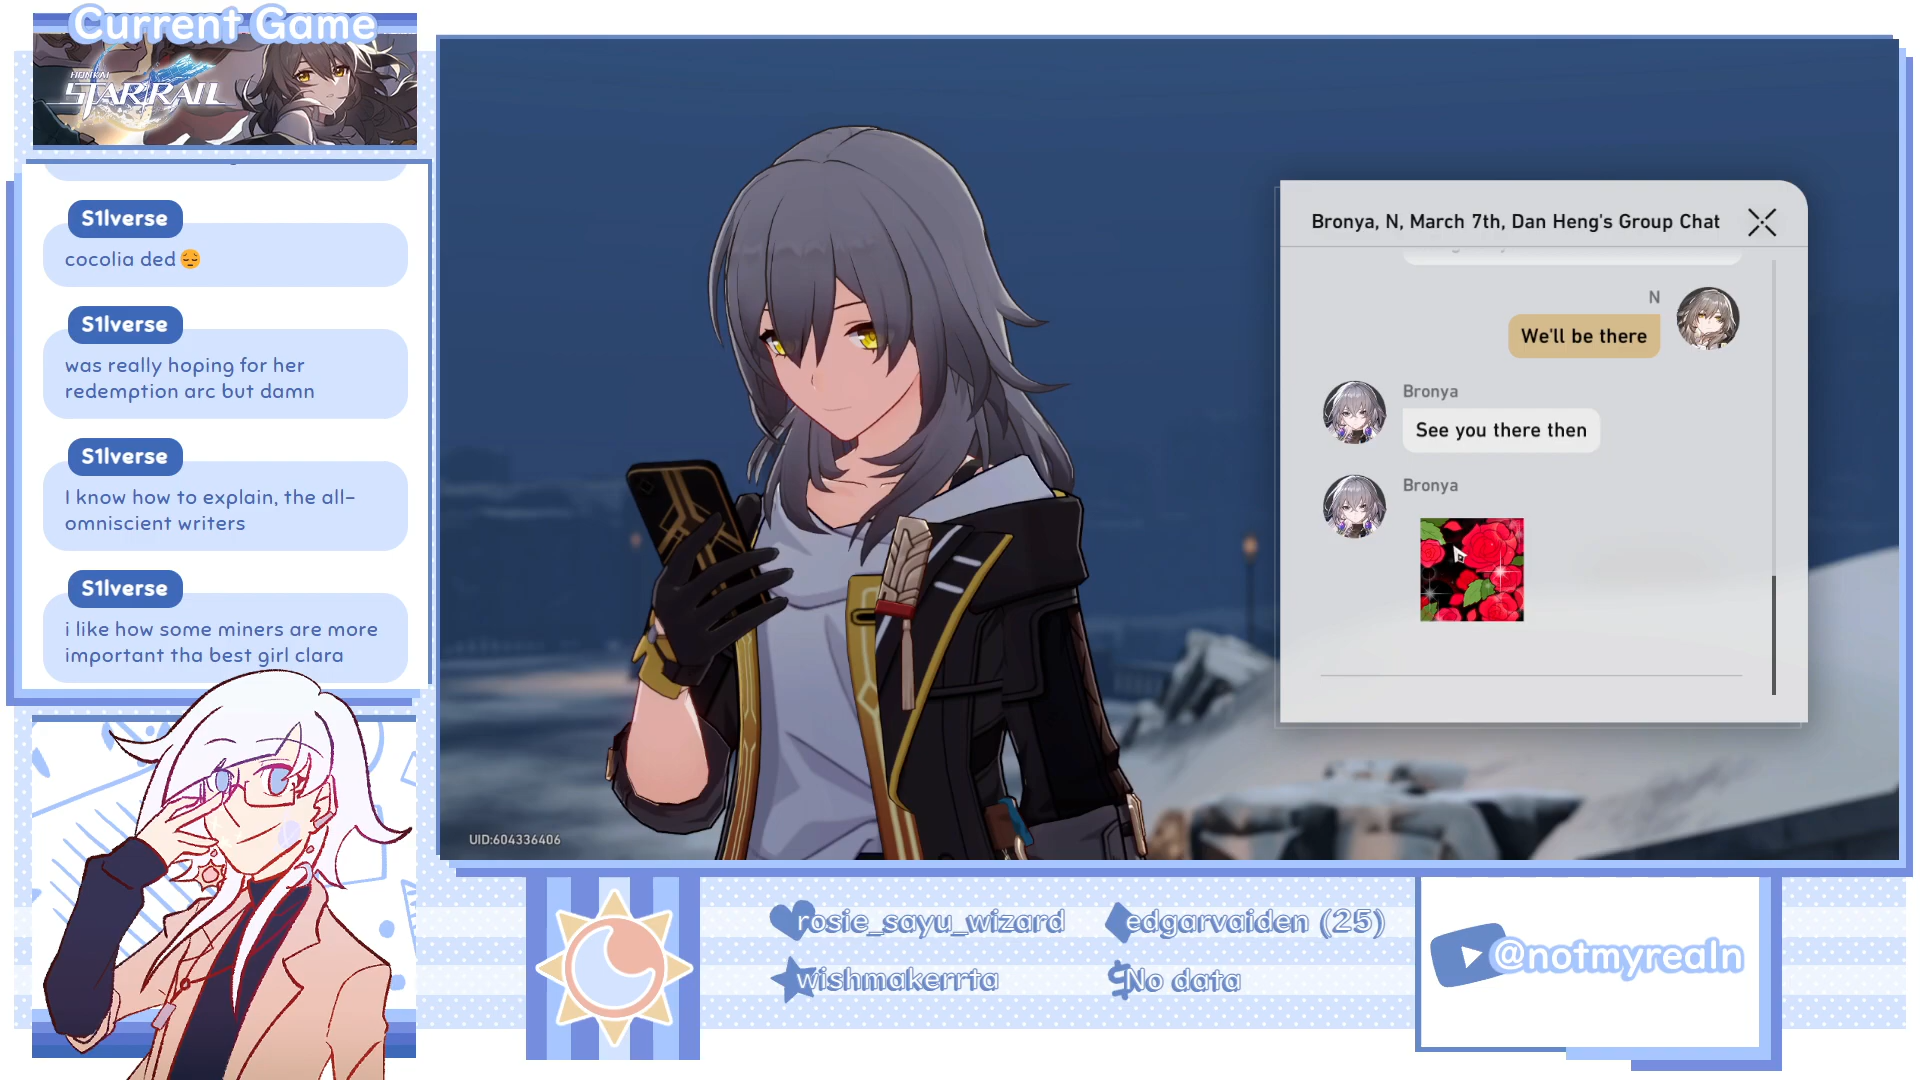 Current Game
HONKAI
STAR RAIL
S1lverse
cocolia ded😔
S1lverse
was really hoping for her
redemption arc but damn
S1lverse
I know how to explain, the all-
omniscient writers
S1lverse
i like how some miners are more
important tha best girl clara
Bronya, N, March 7th, Dan Heng's Group Chat
N
We'll be there
Bronya
See you there then
Bronya
UID:604336406
rosie_sayu_wizard
edgarvaiden (25)
wishmakerrta
No data
@notmyrealn